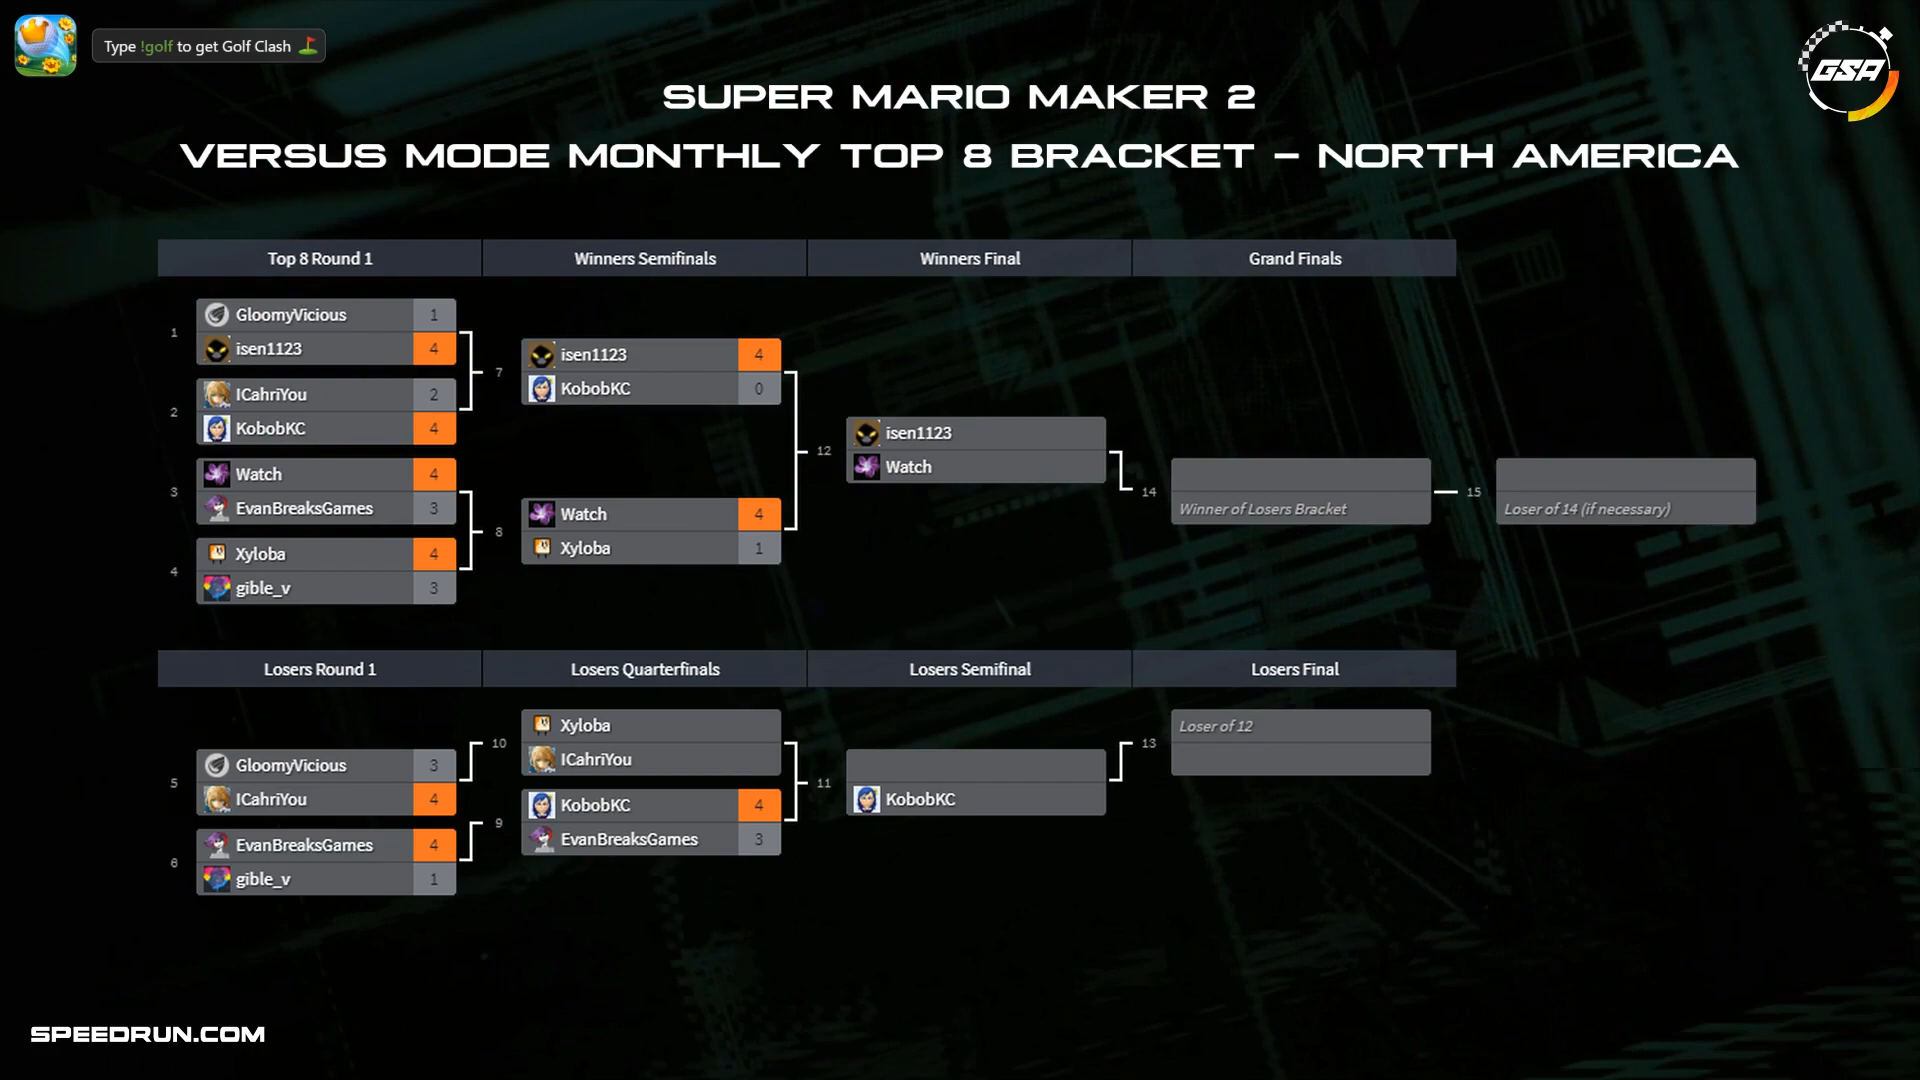 Type !golf to get Golf Clash
GSA
SUPER MARIO MAKER 2
VERSUS MODE MONTHLY TOP 8 BRACKET - NORTH AMERICA
Top 8 Round 1
Winners Semifinals
Winners Final
Grand Finals
1
GloomyVicious 1
isen1123 4
2
ICahriYou 2
KobobKC 4
3
Watch 4
EvanBreaksGames 3
4
Xyloba 4
gible_v 3
7
isen1123 4
KobobKC 0
8
Watch 4
Xyloba 1
12
isen1123
Watch
14
Winner of Losers Bracket
15
Loser of 14 (if necessary)
Losers Round 1
Losers Quarterfinals
Losers Semifinal
Losers Final
5
GloomyVicious 3
ICahriYou 4
6
EvanBreaksGames 4
gible_v 1
10
Xyloba
ICahriYou
9
KobobKC 4
EvanBreaksGames 3
11
KobobKC
13
Loser of 12
SPEEDRUN.COM